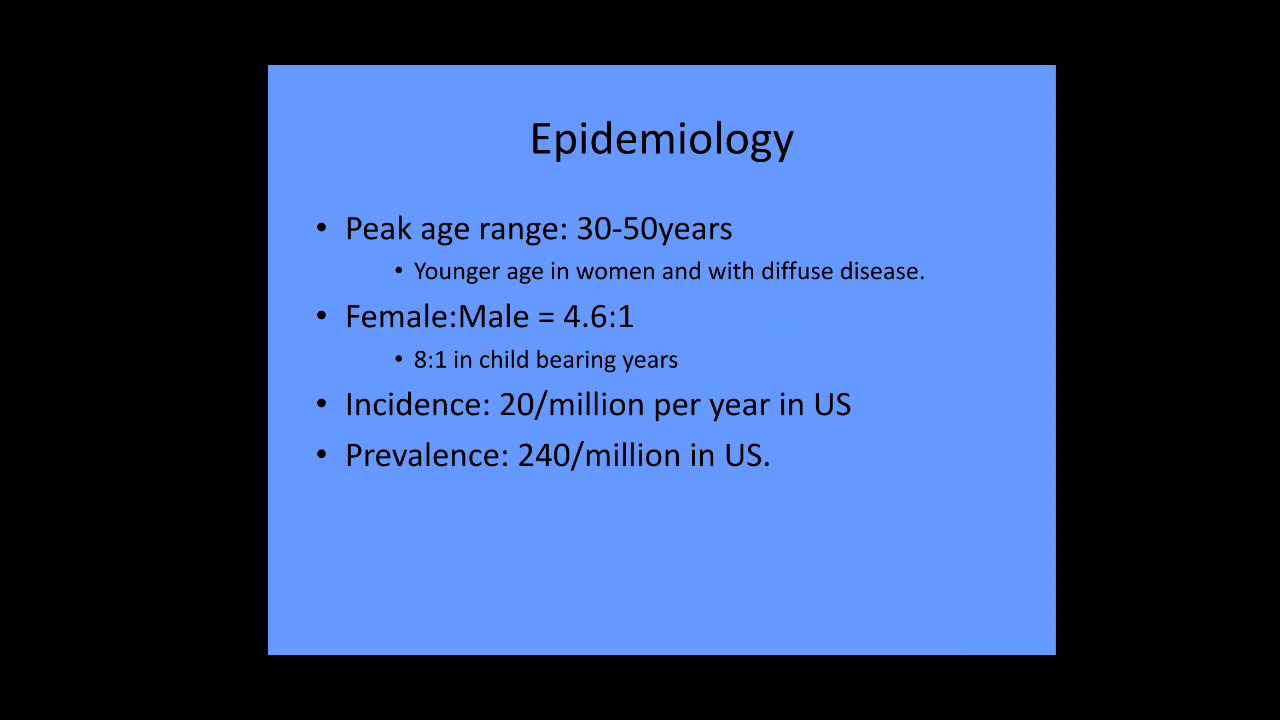 Epidemiology
• Peak age range: 30-50years
• Younger age in women and with diffuse disease.
• Female:Male = 4.6:1
• 8:1 in child bearing years
• Incidence: 20/million per year in US
• Prevalence: 240/million in US.